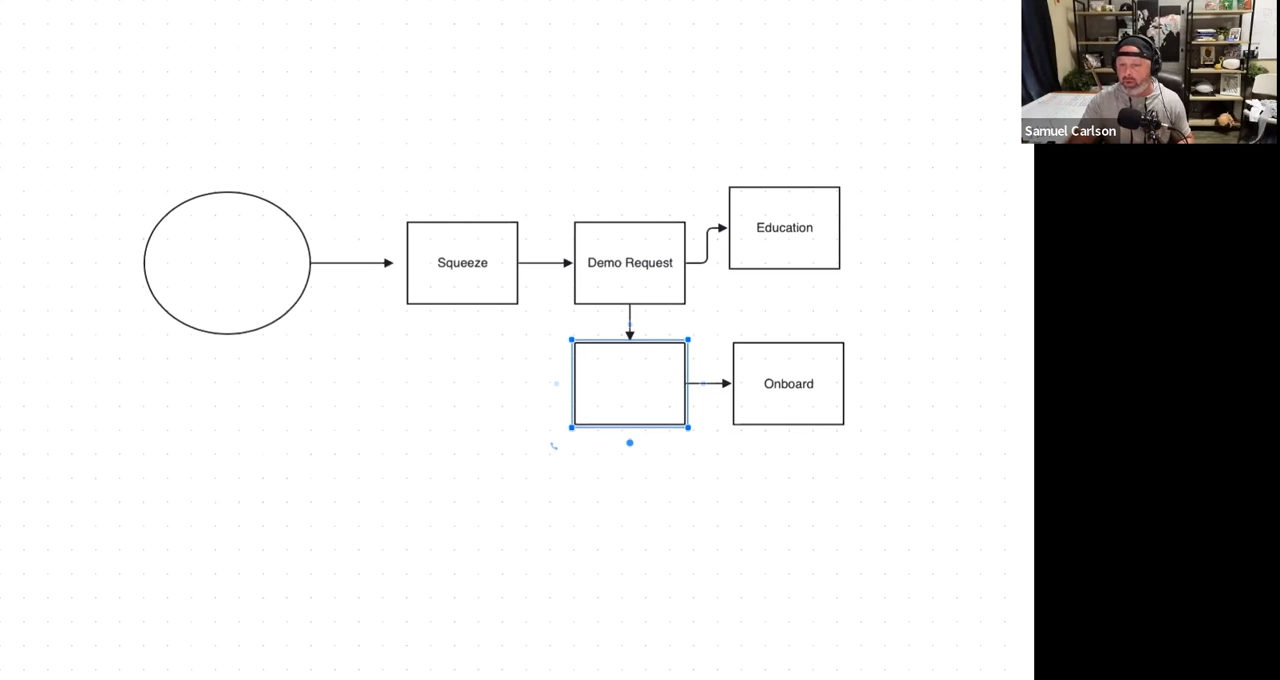 Samuel Carlson
Education
Squeeze
Demo Request
Onboard